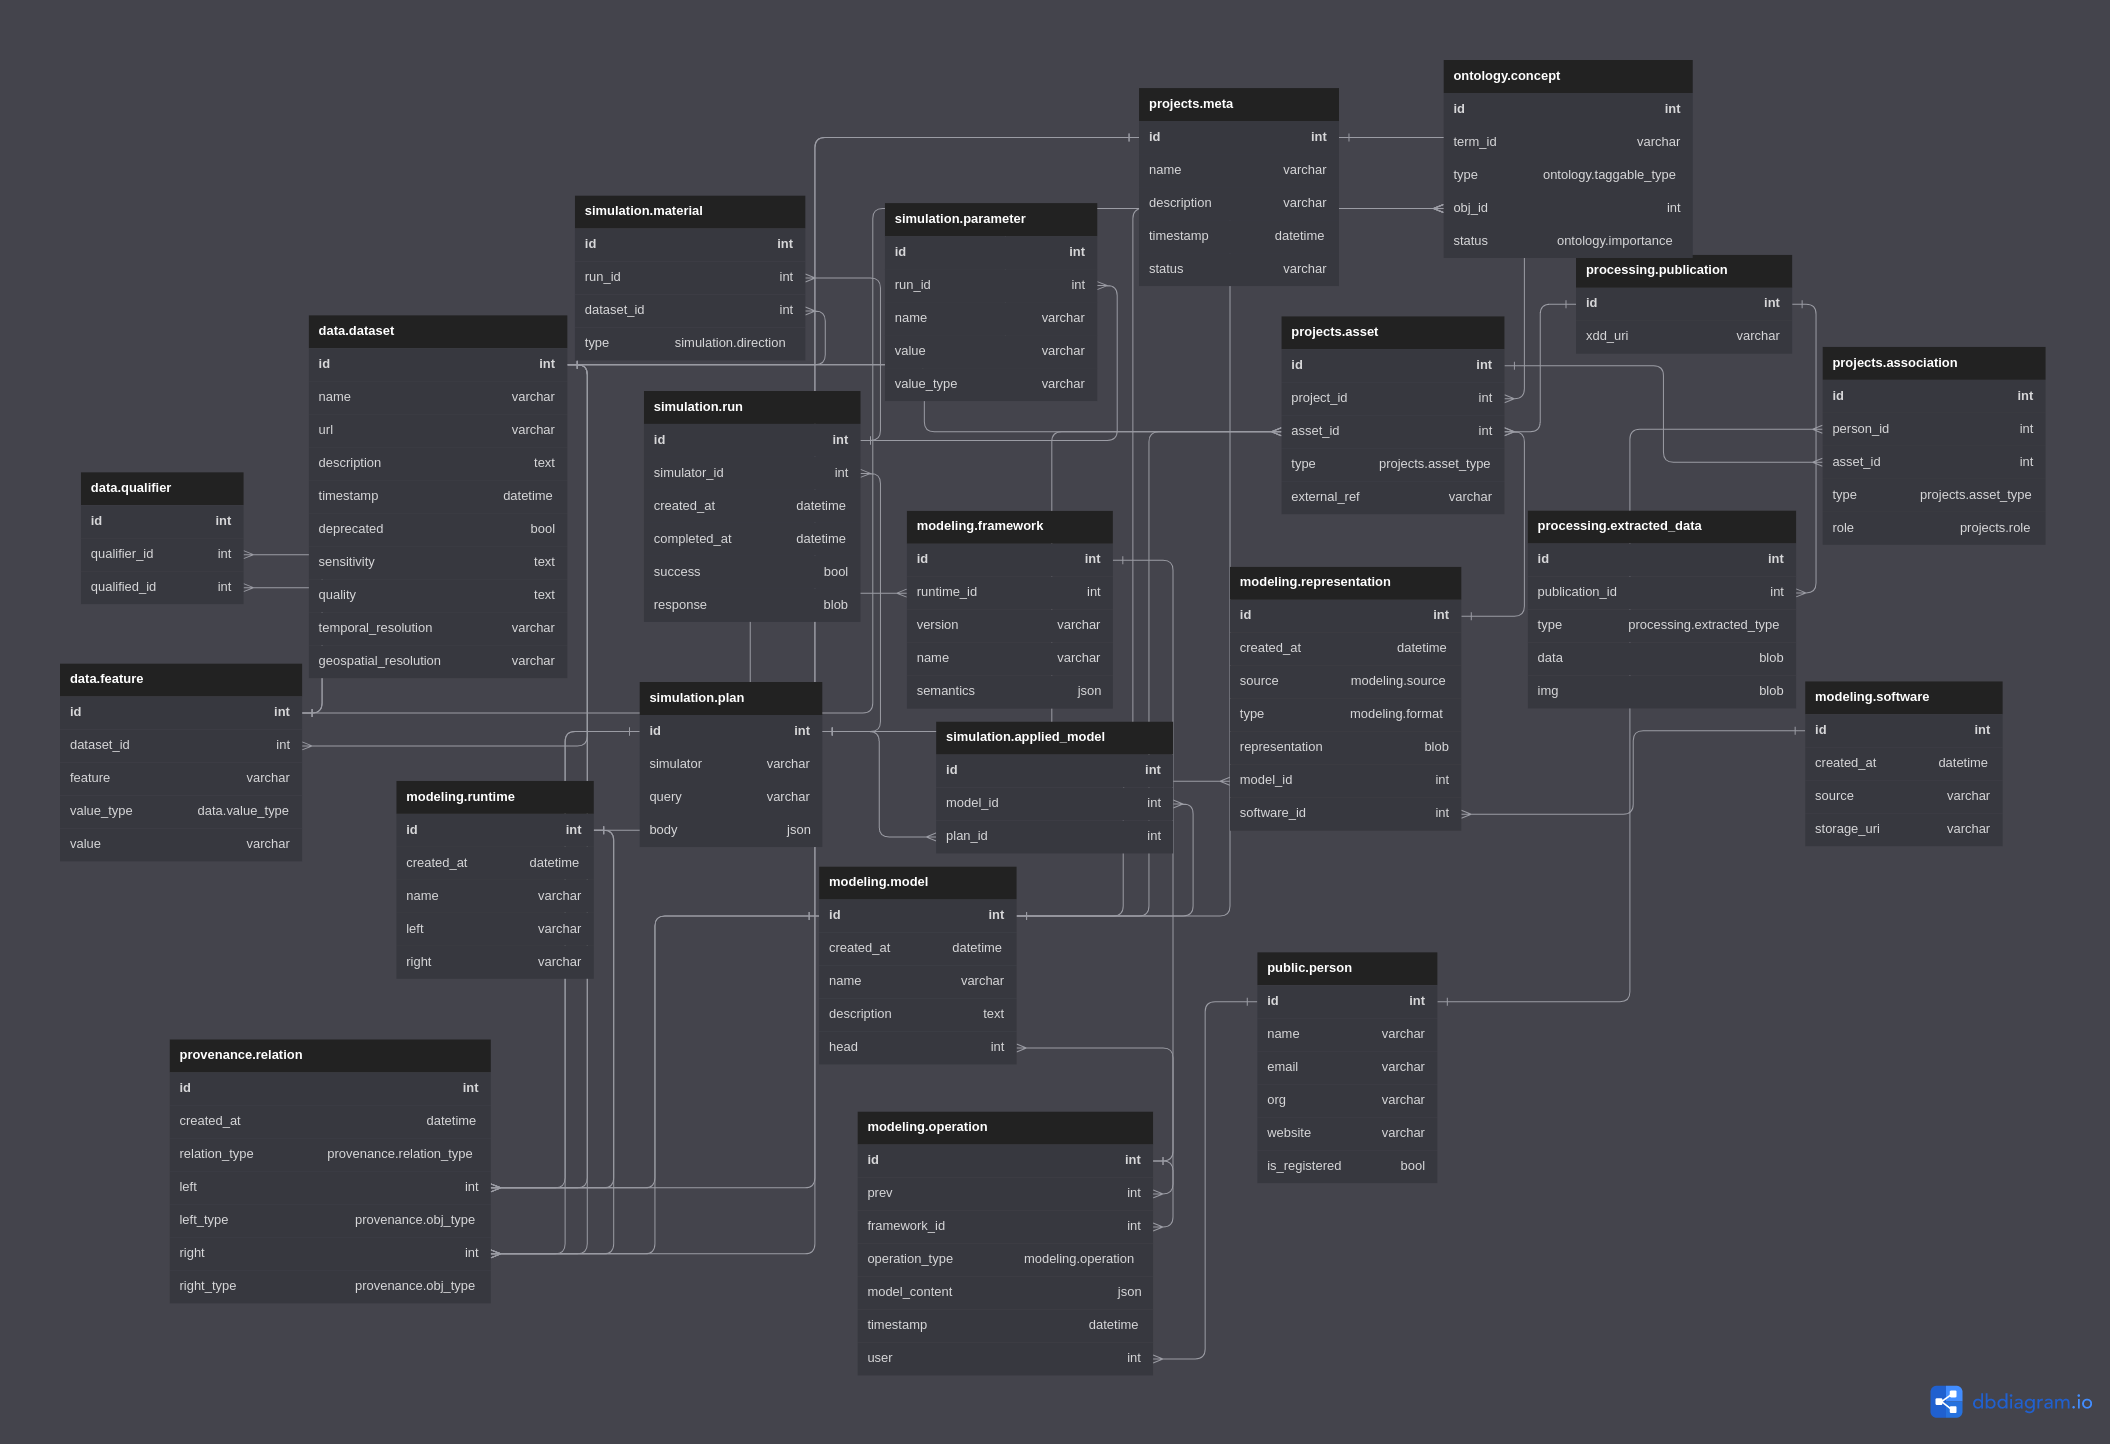 ontology.concept
id int
term_id varchar
type ontology.taggable_type
obj_id int
status ontology.importance
projects.meta
id int
name varchar
description varchar
timestamp datetime
status varchar
simulation.material
id int
run_id int
dataset_id int
type simulation.direction
simulation.parameter
id int
run_id int
name varchar
value varchar
value_type varchar
processing.publication
id int
xdd_uri varchar
data.dataset
id int
name varchar
url varchar
description text
timestamp datetime
deprecated bool
sensitivity text
quality text
temporal_resolution varchar
geospatial_resolution varchar
projects.asset
id int
project_id int
asset_id int
type projects.asset_type
external_ref varchar
projects.association
id int
person_id int
asset_id int
type projects.asset_type
role projects.role
simulation.run
id int
simulator_id int
created_at datetime
completed_at datetime
success bool
response blob
data.qualifier
id int
qualifier_id int
qualified_id int
modeling.framework
id int
runtime_id int
version varchar
name varchar
semantics json
processing.extracted_data
id int
publication_id int
type processing.extracted_type
data blob
img blob
modeling.representation
id int
created_at datetime
source modeling.source
type modeling.format
representation blob
model_id int
software_id int
data.feature
id int
dataset_id int
feature varchar
value_type data.value_type
value varchar
simulation.plan
id int
simulator varchar
query varchar
body json
modeling.software
id int
created_at datetime
source varchar
storage_uri varchar
simulation.applied_model
id int
model_id int
plan_id int
modeling.runtime
id int
created_at datetime
name varchar
left varchar
right varchar
modeling.model
id int
created_at datetime
name varchar
description text
head int
public.person
id int
name varchar
email varchar
org varchar
website varchar
is_registered bool
provenance.relation
id int
created_at datetime
relation_type provenance.relation_type
left int
left_type provenance.obj_type
right int
right_type provenance.obj_type
modeling.operation
id int
prev int
framework_id int
operation_type modeling.operation
model_content json
timestamp datetime
user int
dbdiagram.io